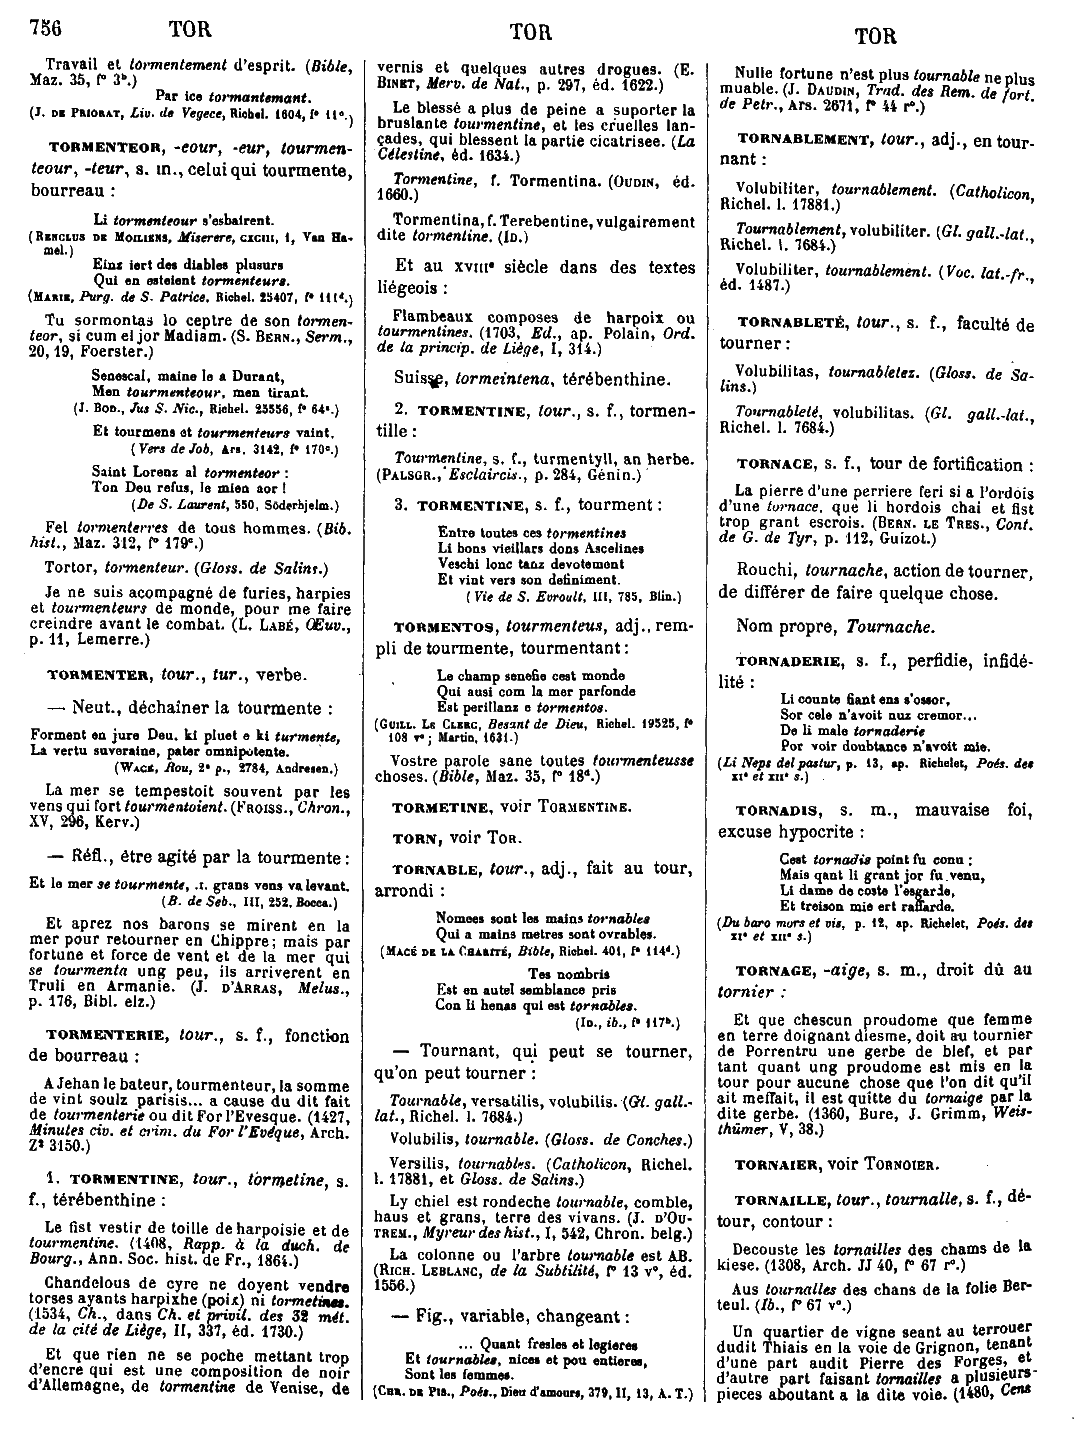 756 TOR TOR TOR
Travail et tormentement d'esprit. (Bible,
Maz. 35, f° 3ᵇ.)
Par ice tormantemant.
(J. DE PRIORAT, Liv. de Vegece, Richel. 1604, f° 11ᶜ.)
TORMENTEOR, -eour, -eur, tourmen-
teour, -teur, s. m., celui qui tourmente,
bourreau :
Li tormenteour s'esbairent.
(RENCLUS DE MOILIENS, Miserere, CXCIII, 1, Van Ha-
mel.)
Einz iert des diables plusurs
Qui en esteient tormenteurs.
(MARIE, Purg. de S. Patrice, Richel. 25407, f° 111ᵈ.)
Tu sormontas lo ceptre de son tormen-
teor, si cum el jor Madiam. (S. BERN., Serm.,
20, 19, Foerster.)
Senescal, maine le a Durant,
Men tourmenteour, men tirant.
(J. BOD., Jus S. Nic., Richel. 25556, f° 64ᵃ.)
Et tourmens et tourmenteurs vaint.
(Vers de Job, Ars. 3142, f° 170ᶜ.)
Saint Lorenz al tormenteor :
Ton Deu refus, le mien aor !
(De S. Laurent, 550, Söderhjelm.)
Fel tormenterres de tous hommes. (Bib.
hist., Maz. 312, f° 179ᶜ.)
Tortor, tormenteur. (Gloss. de Salins.)
Je ne suis acompagné de furies, harpies
et tourmenteurs de monde, pour me faire
creindre avant le combat. (L. LABÉ, Œuv.,
p. 11, Lemerre.)
TORMENTER, tour., tur., verbe.
— Neut., déchaîner la tourmente :
Forment en jure Deu, ki pluet e ki turmente,
La vertu suveraine, pater omnipotente.
(WACE, Rou, 2ᵉ p., 2784, Andresen.)
La mer se tempestoit souvent par les
vens qui fort tourmentoient. (FROISS., Chron.,
XV, 296, Kerv.)
— Réfl., être agité par la tourmente :
Et le mer se tourmente, .I. grans vens va levant.
(B. de Seb., III, 252, Bocca.)
Et aprez nos barons se mirent en la
mer pour retourner en Chippre; mais par
fortune et force de vent et de la mer qui
se tourmenta ung peu, ils arriverent en
Truli en Armanie. (J. D'ARRAS, Melus.,
p. 176, Bibl. elz.)
TORMENTERIE, tour., s. f., fonction
de bourreau :
A Jehan le bateur, tourmenteur, la somme
de vint soulz parisis... a cause du dit fait
de tourmenterie ou dit For l'Evesque. (1427,
Minutes civ. et crim. du For l'Evéque, Arch.
Z² 3150.)
1. TORMENTINE, tour., tormetine, s.
f., térébenthine :
Le fist vestir de toille de harpoisie et de
tourmentine. (1408, Rapp. à la duch. de
Bourg., Ann. Soc. hist. de Fr., 1864.)
Chandelous de cyre ne doyent vendre
torses ayants harpixhe (poix) ni tormetines.
(1534, Ch., dans Ch. et privil. des 32 mét.
de la cité de Liège, II, 337, éd. 1730.)
Et que rien ne se poche mettant trop
d'encre qui est une composition de noir
d'Allemagne, de tormentine de Venise, de
vernis et quelques autres drogues. (E.
BINET, Merv. de Nat., p. 297, éd. 1622.)
Le blessé a plus de peine a suporter la
bruslante tourmentine, et les cruelles lan-
çades, qui blessent la partie cicatrisee. (La
Célestine, éd. 1634.)
Tormentine, f. Tormentina. (OUDIN, éd.
1660.)
Tormentina, f. Terebentine, vulgairement
dite tormentine. (ID.)
Et au XVIIIᵉ siècle dans des textes
liégeois :
Flambeaux composes de harpoix ou
tourmentines. (1703, Ed., ap. Polain, Ord.
de la princip. de Liège, I, 314.)
Suisse, tormeintena, térébenthine.
2. TORMENTINE, tour., s. f., tormen-
tille :
Tourmentine, s. f., turmentyll, an herbe.
(PALSGR., Esclaircis., p. 284, Génin.)
3. TORMENTINE, s. f., tourment :
Entre toutes ces tormentines
Li bons vieillars dons Ascelines
Veschi lonc tanz devotement
Et vint vers son definiment.
(Vie de S. Evroult, III, 785, Blin.)
TORMENTOS, tourmenteus, adj., rem-
pli de tourmente, tourmentant :
Le champ senefie cest monde
Qui ausi com la mer parfonde
Est perillanz e tormentos.
(GUILL. LE CLERC, Besant de Dieu, Richel. 19525, f°
108 v° ; Martin, 1631.)
Vostre parole sane toutes tourmenteusse
choses. (Bible, Maz. 35, f° 18ᵈ.)
TORMETINE, voir TORMENTINE.
TORN, voir TOR.
TORNABLE, tour., adj., fait au tour,
arrondi :
Nomees sont les mains tornables
Qui a mains metres sont ovrables.
(MACÉ DE LA CHARITÉ, Bible, Richel. 401, f° 114ᵈ.)
Tes nombris
Est en autel semblance pris
Con li henas qui est tornables.
(ID., ib., f° 117ᵇ.)
— Tournant, qui peut se tourner,
qu'on peut tourner :
Tournable, versatilis, volubilis. (Gl. gall.-
lat., Richel. l. 7684.)
Volubilis, tournable. (Gloss. de Conches.)
Versilis, tournables. (Catholicon, Richel.
l. 17881, et Gloss. de Salins.)
Ly chiel est rondeche tournable, comble,
haus et grans, terre des vivans. (J. D'OU-
TREM., Myreur des hist., I, 542, Chron. belg.)
La colonne ou l'arbre tournable est AB.
(RICH. LEBLANC, de la Subtilité, f° 13 v°, éd.
1556.)
— Fig., variable, changeant :
... Quant fresles et legieres
Et tournables, nices et pou entieres,
Sont les femmes.
(CHR. DE PIS., Poés., Dieu d'amours, 379, II, 13, A. T.)
Nulle fortune n'est plus tournable ne plus
muable. (J. DAUDIN, Trad. des Rem. de fort.
de Petr., Ars. 2671, f° 44 r°.)
TORNABLEMENT, tour., adj., en tour-
nant :
Volubiliter, tournablement. (Catholicon,
Richel. l. 17881.)
Tournablement, volubiliter. (Gl. gall.-lat.,
Richel. l. 7684.)
Volubiliter, tournablement. (Voc. lat.-fr.,
éd. 1487.)
TORNABLETÉ, tour., s. f., faculté de
tourner :
Volubilitas, tournabletez. (Gloss. de Sa-
lins.)
Tournableté, volubilitas. (Gl. gall.-lat.,
Richel. l. 7684.)
TORNACE, s. f., tour de fortification :
La pierre d'une perriere feri si a l'ordois
d'une tornace, que li hordois chai et fist
trop grant escrois. (BERN. LE TRES., Cont.
de G. de Tyr, p. 112, Guizot.)
Rouchi, tournache, action de tourner,
de différer de faire quelque chose.
Nom propre, Tournache.
TORNADERIE, s. f., perfidie, infidé-
lité :
Li counte fiant ens s'ossor,
Sor cele n'avoit nuz cremor...
De li male tornaderie
Por voir doubtance n'avoit mie.
(Li Neps del pastur, p. 13, ap. Richelet, Poés. des
XIᵉ et XIIᵉ s.)
TORNADIS, s. m., mauvaise foi,
excuse hypocrite :
Cest tornadis point fu conu ;
Mais qant li grant jor fu venu,
Li dame de coste l'esgarde,
Et treison mie ert raffarde.
(Du baro mors et vis, p. 12, ap. Richelet, Poés. des
XIᵉ et XIIᵉ s.)
TORNAGE, -aige, s. m., droit dû au
tornier :
Et que chescun proudome que femme
en terre doignant diesme, doit au tournier
de Porrentru une gerbe de blef, et par
tant quant ung proudome est mis en la
tour pour aucune chose que l'on dit qu'il
ait meffait, il est quitte du tornaige par la
dite gerbe. (1360, Bure, J. Grimm, Weis-
thümer, V, 38.)
TORNAIER, voir TORNOIER.
TORNAILLE, tour., tournalle, s. f., dé-
tour, contour :
Decouste les tornailles des chams de la
kiese. (1308, Arch. JJ 40, f° 67 r°.)
Aus tournalles des chans de la folie Ber-
teul. (Ib., f° 67 v°.)
Un quartier de vigne seant au terrouer
dudit Thiais en la voie de Grignon, tenant
d'une part audit Pierre des Forges, et
d'autre part faisant tornailles a plusieurs
pieces aboutant a la dite voie. (1480, Cens